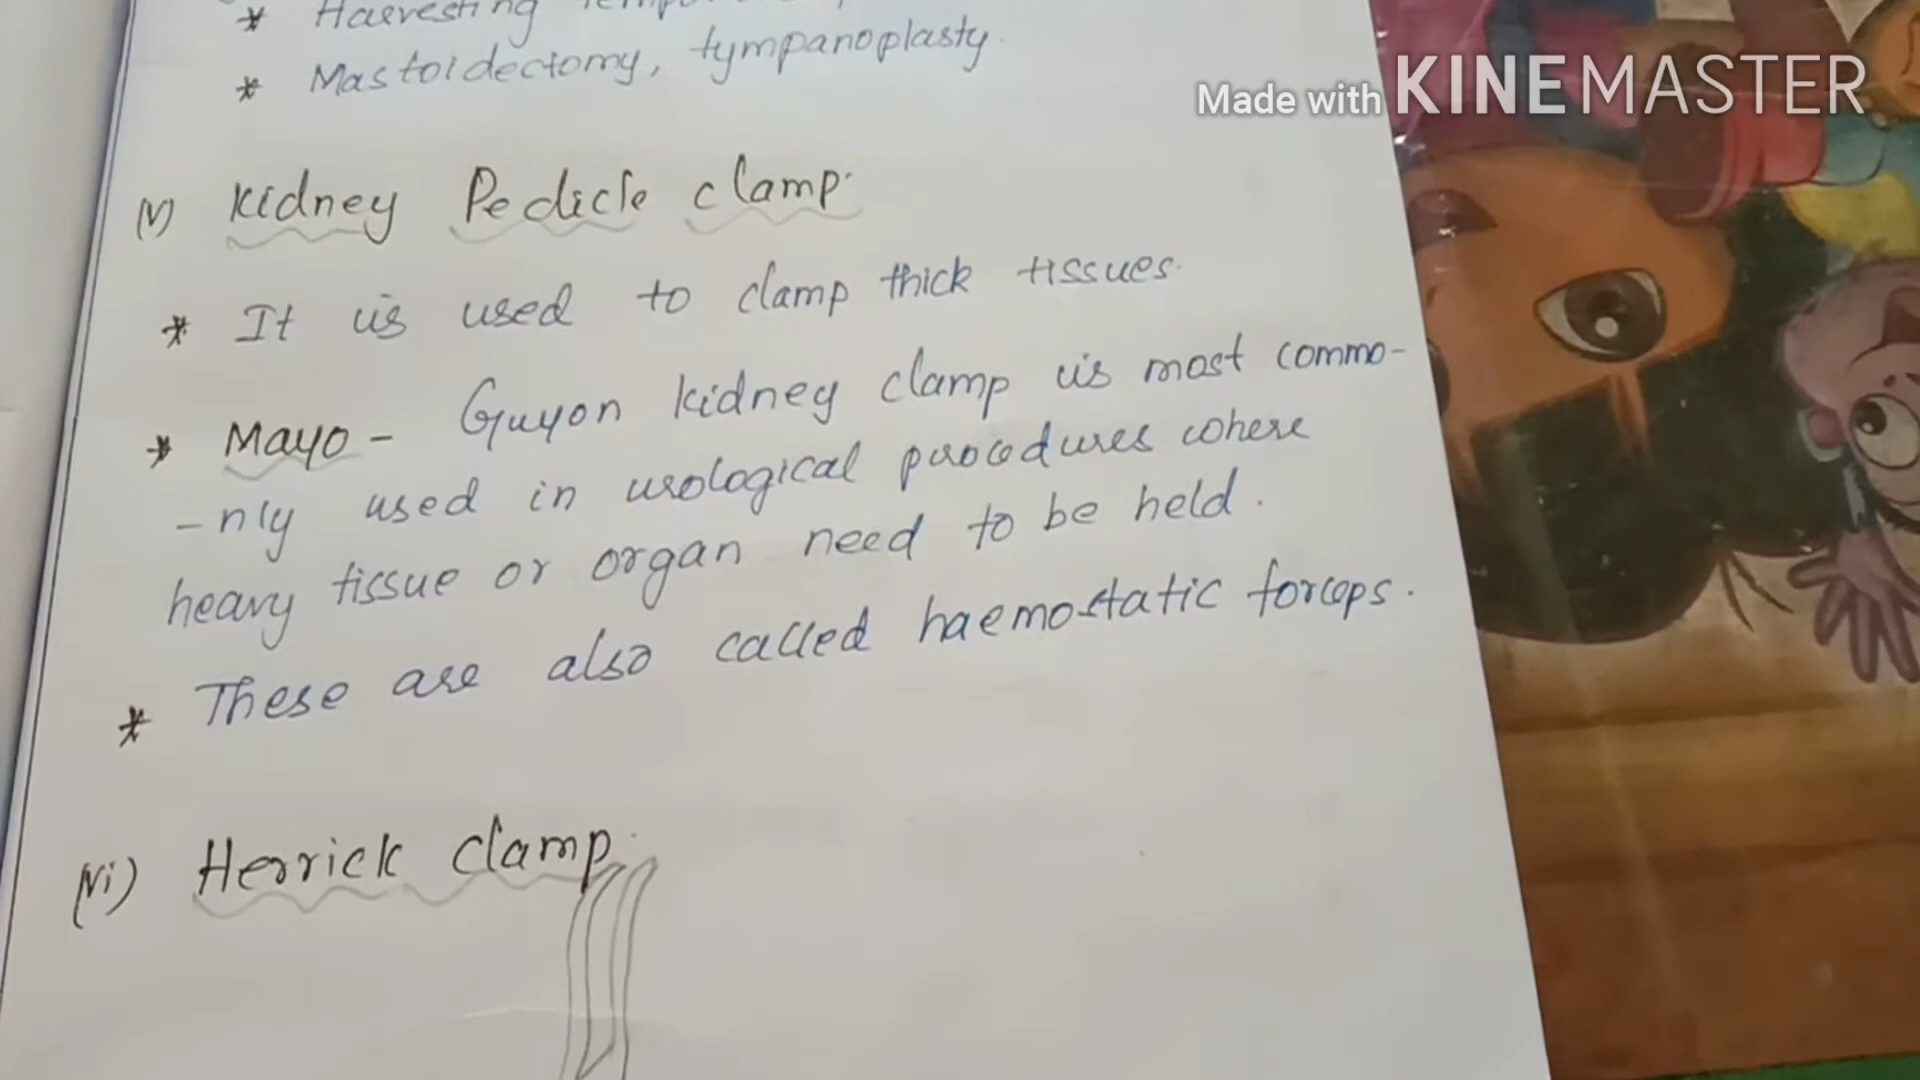 * Harvesting
* Mastoidectomy, tympanoplasty.
Made with KINEMASTER
(V) Kidney Pedicle clamp.
* It is used to clamp thick tissues.
* Mayo - Guyon kidney clamp is most commo-
-nly used in urological procedures where
heavy tissue or organ need to be held.
* These are also called haemostatic forceps.
(Vi) Herrick clamp.